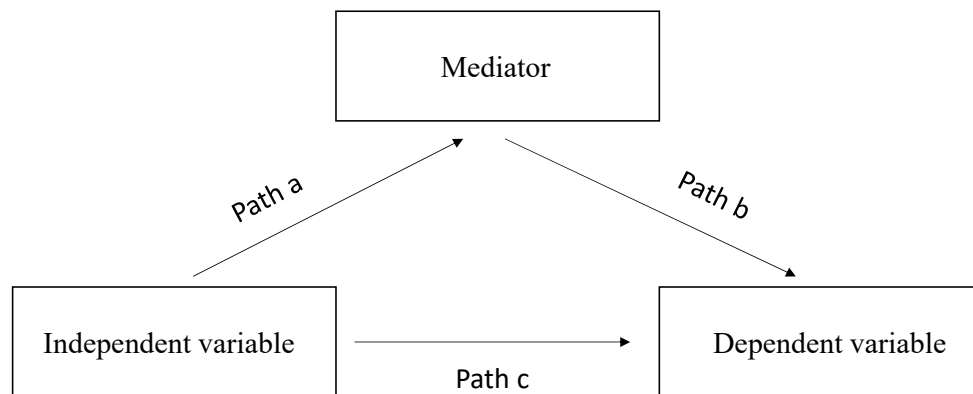 Mediator
Path a
Path b
Independent variable
Dependent variable
Path c